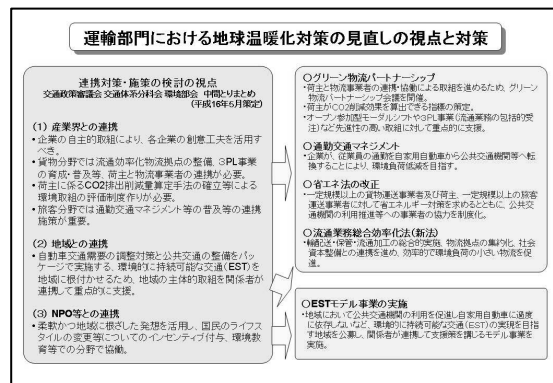 運輸部門における地球温暖化対策の見直しの視点と対策
連携対策・施策の検討の視点
交通政策審議会 交通体系分科会 環境部会 中間とりまとめ
(平成16年5月策定)
(1) 産業界との連携
・企業の自主的取組により、各企業の創意工夫を活用す
べき。
・貨物分野では流通効率化物流拠点の整備、3PL事業
の育成・普及等、荷主と物流事業者の連携が必要。
・荷主に係るCO2排出削減量算定手法の確立等による
環境取組の評価制度作りが必要。
・旅客分野では通勤交通マネジメント等の普及等の連携
施策が重要。
(2) 地域との連携
・自動車交通需要の調整対策と公共交通の整備をパッ
ケージで実施する、環境的に持続可能な交通(EST)を
地域に根付かせるため、地域の主体的取組を関係者が
連携して重点的に支援。
(3) NPO等との連携
・柔軟かつ地域に根ざした発想を活用し、国民のライフス
タイルの変更等についてのインセンティブ付与、環境教
育等での分野で協働。
○グリーン物流パートナーシップ
・荷主と物流事業者の連携・協働による取組を進めるため、グリーン
物流パートナーシップ会議を開催。
・荷主がCO2削減効果を算出できる指標の策定。
・オープン参加型モーダルシフトや3PL事業(流通業務の包括的受
注)など先進性の高い取組に対して重点的に支援。
○通勤交通マネジメント
・企業が、従業員の通勤を自家用自動車から公共交通機関等へ転
換することにより、環境負荷低減を目指す。
○省エネ法の改正
・一定規模以上の貨物運送事業者及び荷主、一定規模以上の旅客
運送事業者に対して省エネルギー対策を求めるとともに、公共交
通機関の利用推進等への事業者の協力を制度化。
○流通業務総合効率化法(新法)
・輸配送・保管・流通加工の総合的実施、物流拠点の集約化、社会
資本整備との連携を進め、効率的で環境負荷の小さい物流を促
進。
○ESTモデル事業の実施
・地域において公共交通機関の利用を促進し自家用自動車に過度
に依存しないなど、環境的に持続可能な交通(EST)の実現を目指
す地域を公募し、関係者が連携して支援策を講じるモデル事業を
実施。